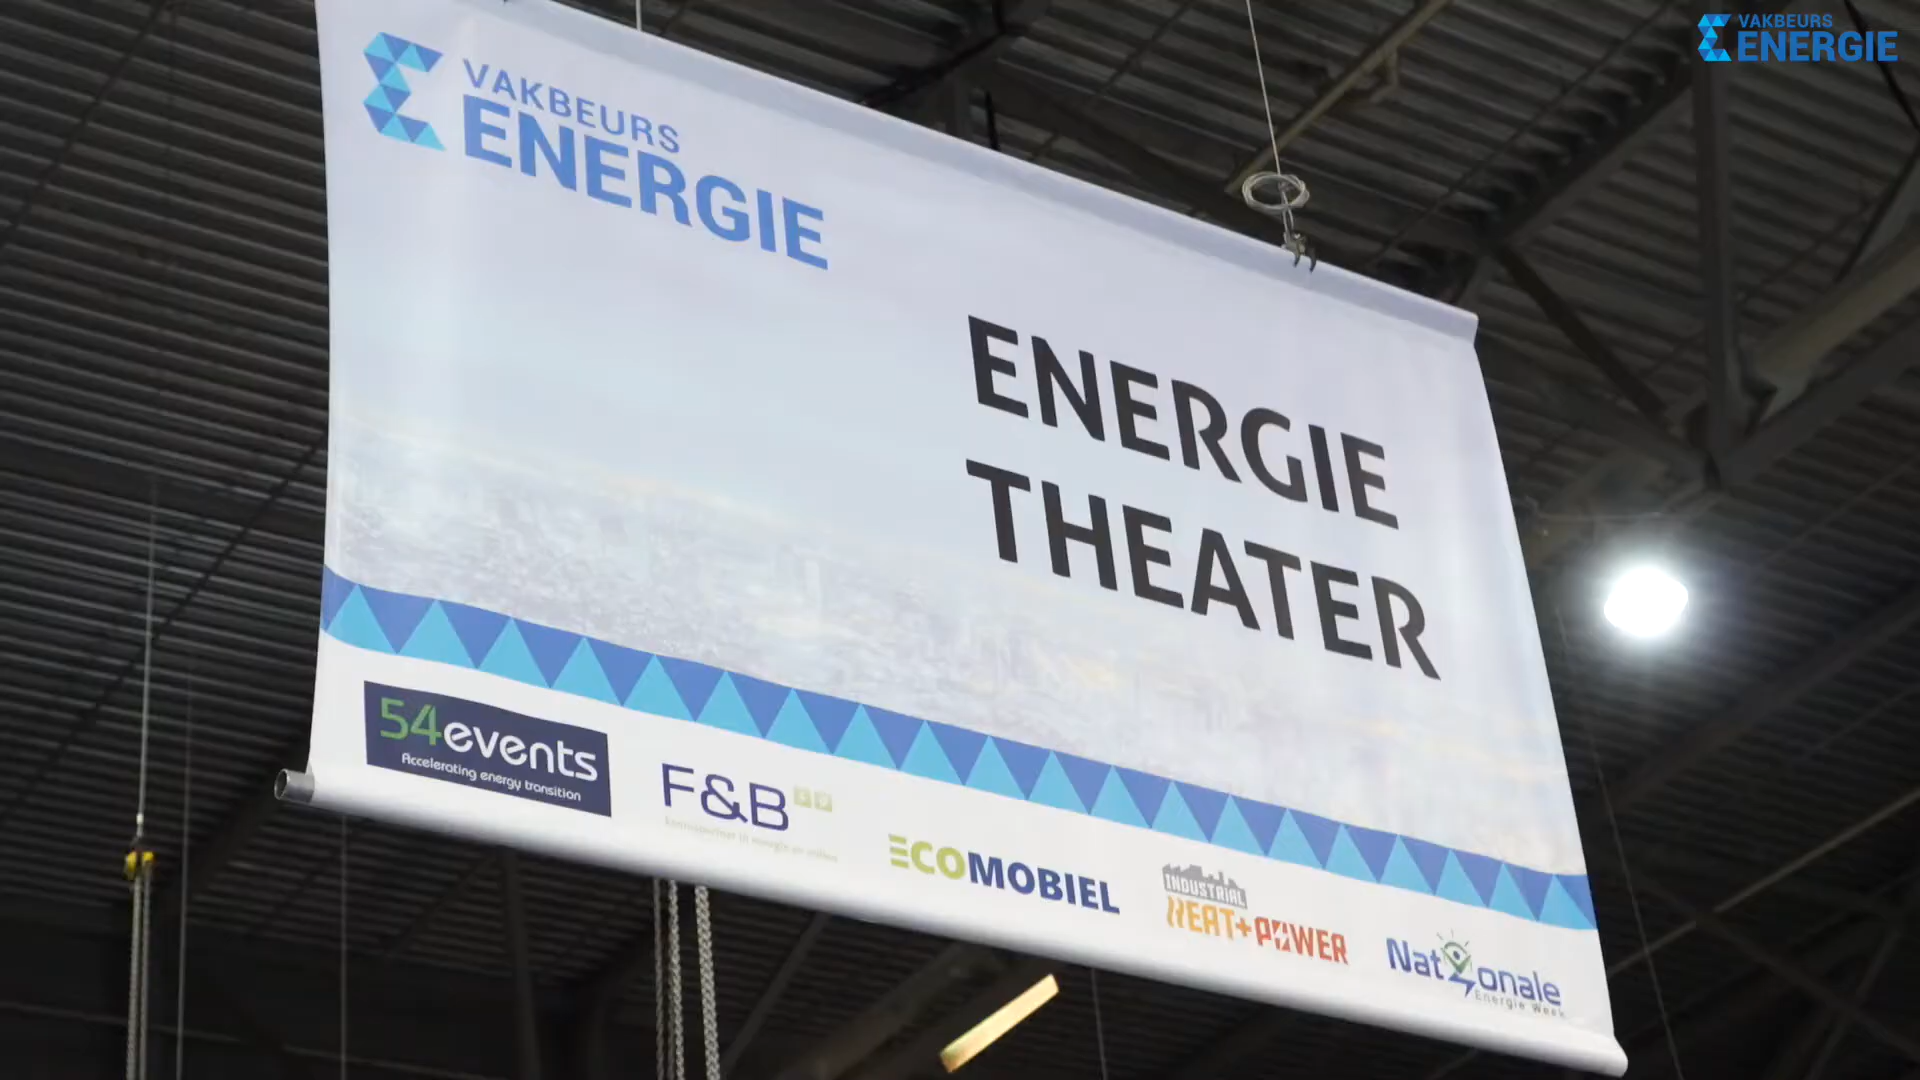 VAKBEURS
ENERGIE
VAKBEURS
ENERGIE
ENERGIE
THEATER
54events
Accelerating energy transition
F&B
ECOMOBIEL
INDUSTRIAL
HEAT+POWER
Nationale
Energie Week